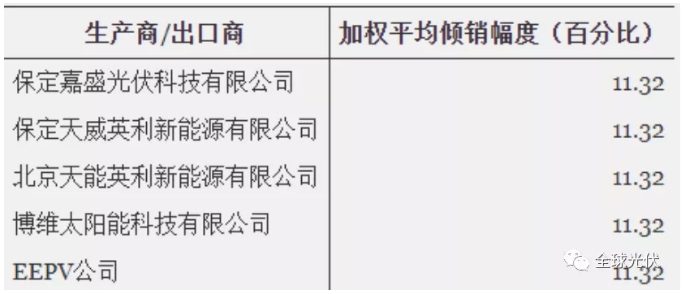 生产商/出口商 加权平均倾销幅度（百分比）
保定嘉盛光伏科技有限公司 11.32
保定天威英利新能源有限公司 11.32
北京天能英利新能源有限公司 11.32
博维太阳能科技有限公司 11.32
EEPV公司 11.32
全球光伏